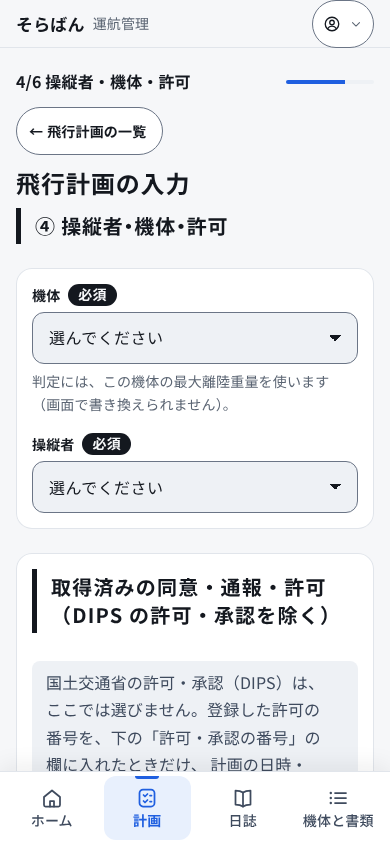 そらばん 運航管理
4/6 操縦者・機体・許可
← 飛行計画の一覧
飛行計画の入力
④ 操縦者・機体・許可
機体 必須
選んでください
判定には、この機体の最大離陸重量を使います
（画面で書き換えられません）。
操縦者 必須
選んでください
取得済みの同意・通報・許可
（DIPS の許可・承認を除く）
国土交通省の許可・承認（DIPS）は、
ここでは選びません。登録した許可の
番号を、下の「許可・承認の番号」の
欄に入れたときだけ、 計画の日時・
ホーム 計画 日誌 機体と書類